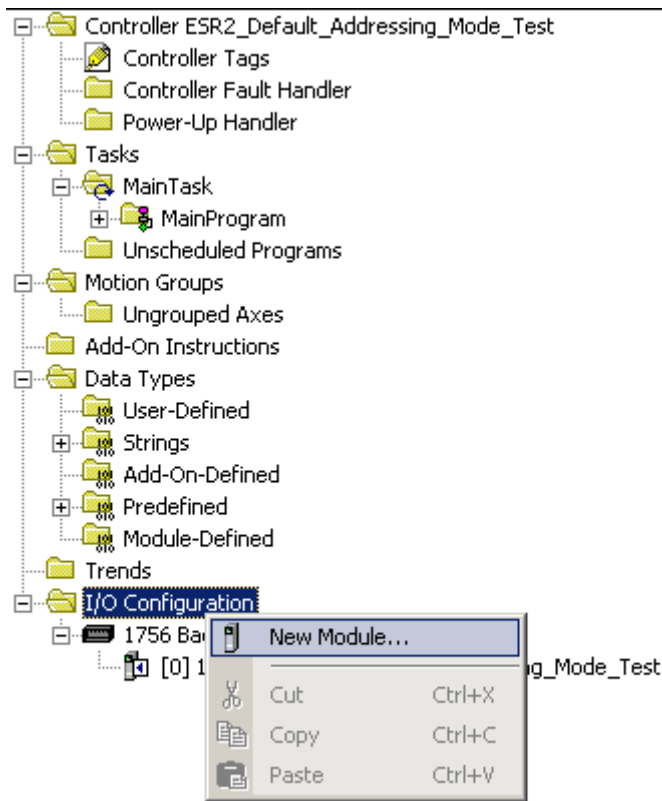 Controller ESR2_Default_Addressing_Mode_Test
Controller Tags
Controller Fault Handler
Power-Up Handler
Tasks
MainTask
MainProgram
Unscheduled Programs
Motion Groups
Ungrouped Axes
Add-On Instructions
Data Types
User-Defined
Strings
Add-On-Defined
Predefined
Module-Defined
Trends
I/O Configuration
1756 Ba
New Module...
[0] 1
g_Mode_Test
Cut Ctrl+X
Copy Ctrl+C
Paste Ctrl+V